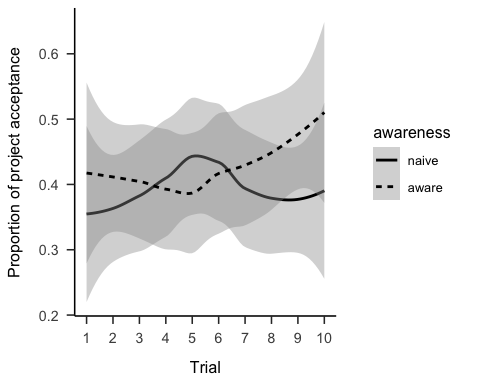 Proportion of project acceptance
0.6
0.5
0.4
0.3
0.2
1 2 3 4 5 6 7 8 9 10
Trial
awareness
naive
aware